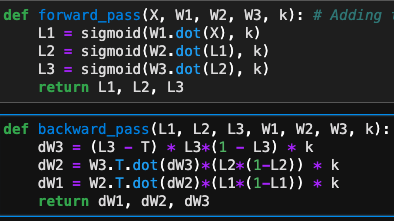 def forward_pass(X, W1, W2, W3, k): # Adding
    L1 = sigmoid(W1.dot(X), k)
    L2 = sigmoid(W2.dot(L1), k)
    L3 = sigmoid(W3.dot(L2), k)
    return L1, L2, L3
def backward_pass(L1, L2, L3, W1, W2, W3, k):
    dW3 = (L3 - T) * L3*(1 - L3) * k
    dW2 = W3.T.dot(dW3)*(L2*(1-L2)) * k
    dW1 = W2.T.dot(dW2)*(L1*(1-L1)) * k
    return dW1, dW2, dW3